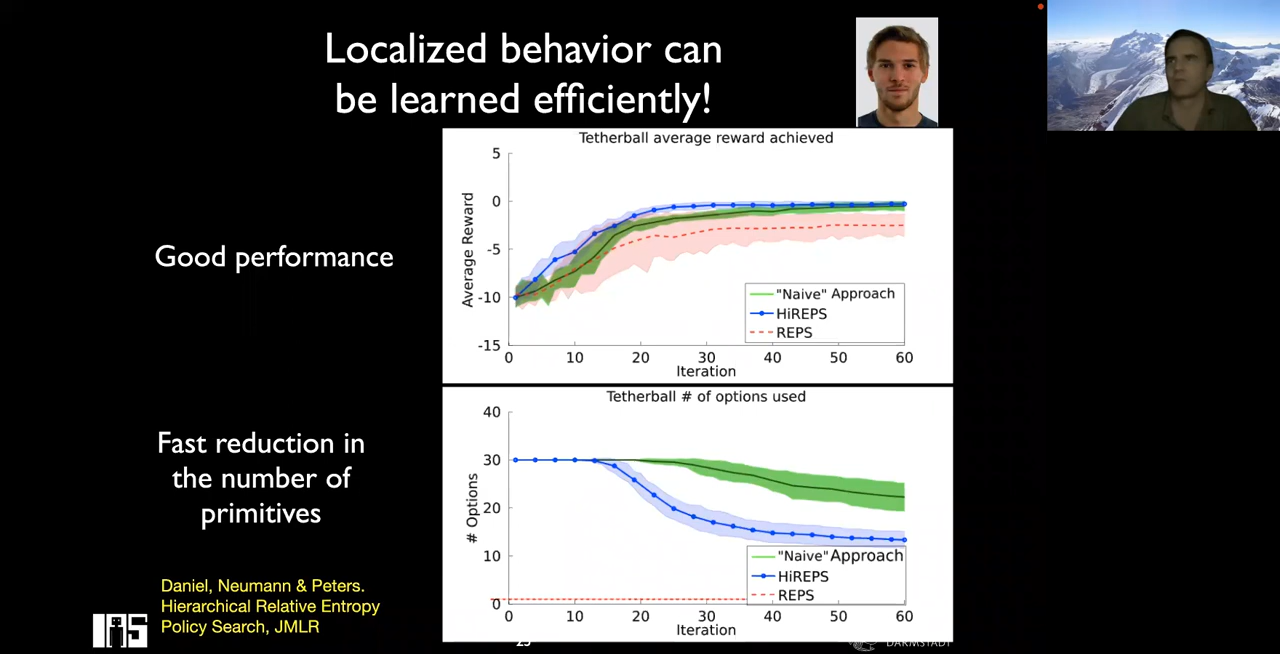 Localized behavior can
be learned efficiently!
Good performance
Tetherball average reward achieved
Average Reward
5
0
-5
-10
-15
0 10 20 30 40 50 60
Iteration
"Naive" Approach
HiREPS
REPS
Fast reduction in
the number of
primitives
Tetherball # of options used
# Options
40
30
20
10
0
0 10 20 30 40 50 60
Iteration
"Naive" Approach
HiREPS
REPS
Daniel, Neumann & Peters.
Hierarchical Relative Entropy
Policy Search, JMLR
IAS
DARMSTADT